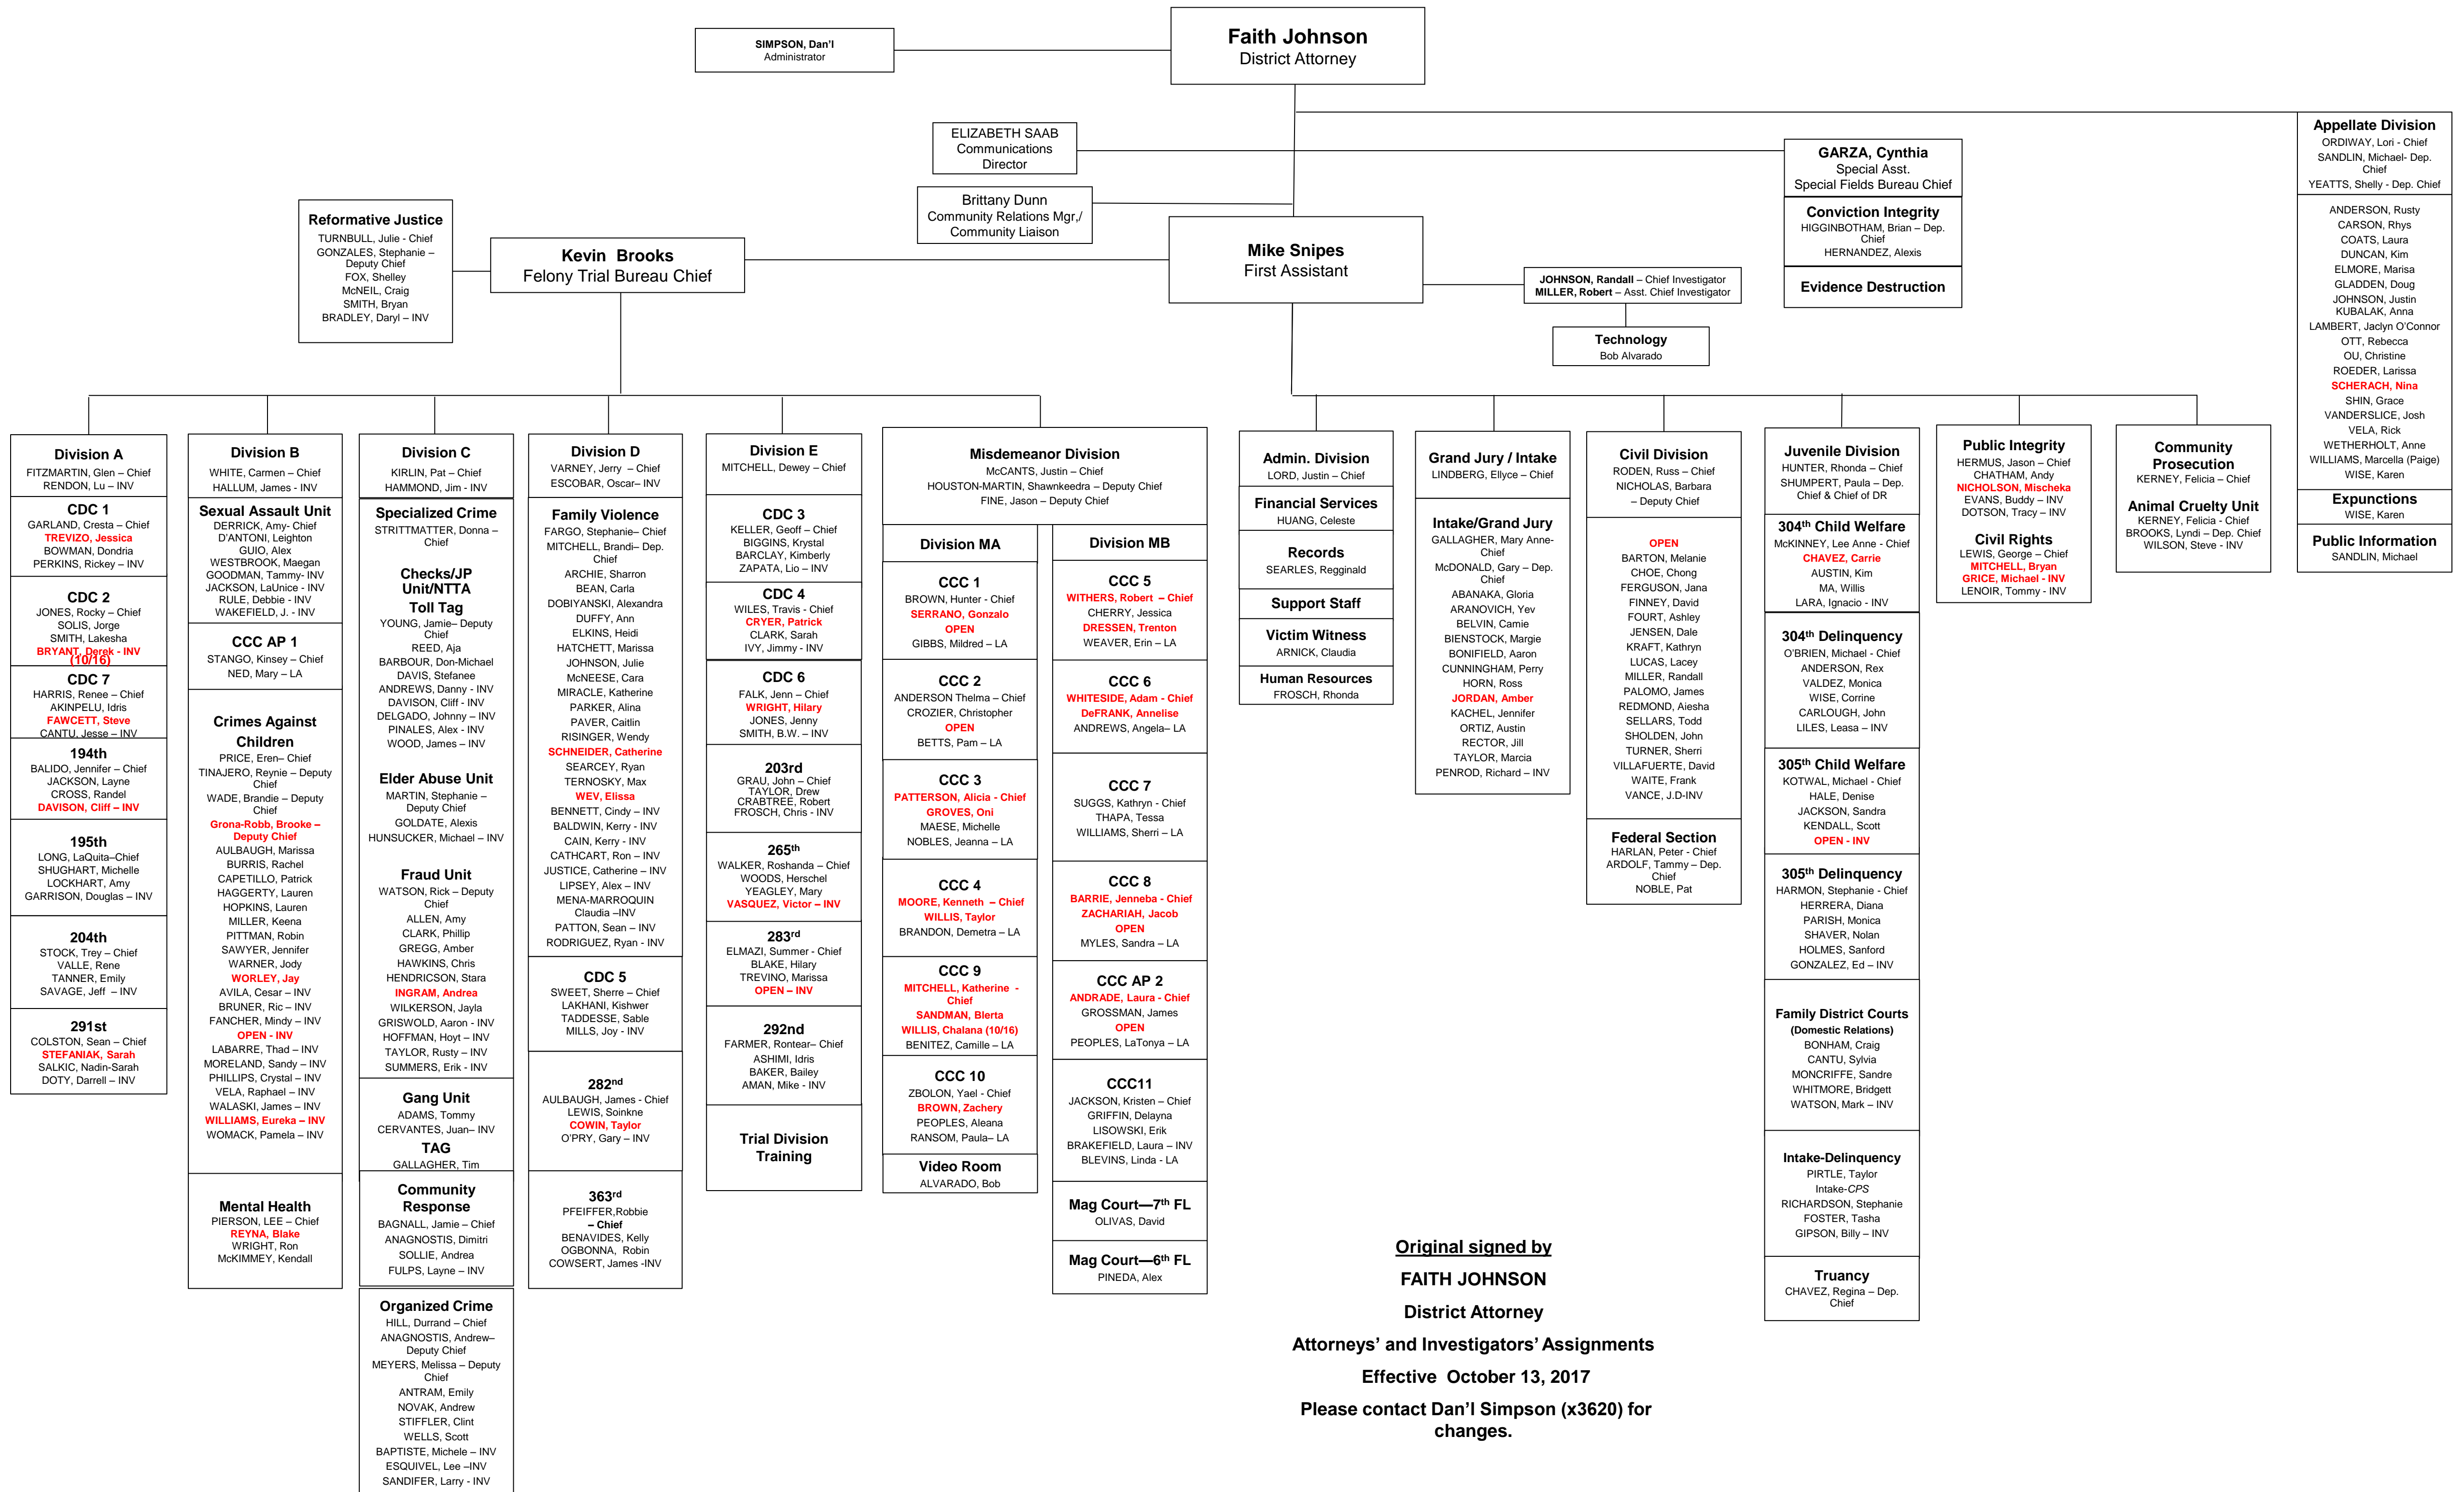 Faith Johnson
District Attorney
SIMPSON, Dan'l
Administrator
ELIZABETH SAAB
Communications
Director
Brittany Dunn
Community Relations Mgr,/
Community Liaison
GARZA, Cynthia
Special Asst.
Special Fields Bureau Chief
Conviction Integrity
HIGGINBOTHAM, Brian – Dep.
Chief
HERNANDEZ, Alexis
Evidence Destruction
Appellate Division
ORDIWAY, Lori - Chief
SANDLIN, Michael- Dep.
Chief
YEATTS, Shelly - Dep. Chief
ANDERSON, Rusty
CARSON, Rhys
COATS, Laura
DUNCAN, Kim
ELMORE, Marisa
GLADDEN, Doug
JOHNSON, Justin
KUBALAK, Anna
LAMBERT, Jaclyn O'Connor
OTT, Rebecca
OU, Christine
ROEDER, Larissa
SCHERACH, Nina
SHIN, Grace
VANDERSLICE, Josh
VELA, Rick
WETHERHOLT, Anne
WILLIAMS, Marcella (Paige)
WISE, Karen
Expunctions
WISE, Karen
Public Information
SANDLIN, Michael
Reformative Justice
TURNBULL, Julie - Chief
GONZALES, Stephanie –
Deputy Chief
FOX, Shelley
McNEIL, Craig
SMITH, Bryan
BRADLEY, Daryl – INV
Kevin Brooks
Felony Trial Bureau Chief
Mike Snipes
First Assistant
JOHNSON, Randall – Chief Investigator
MILLER, Robert – Asst. Chief Investigator
Technology
Bob Alvarado
Division A
FITZMARTIN, Glen – Chief
RENDON, Lu – INV
CDC 1
GARLAND, Cresta – Chief
TREVIZO, Jessica
BOWMAN, Dondria
PERKINS, Rickey – INV
CDC 2
JONES, Rocky – Chief
SOLIS, Jorge
SMITH, Lakesha
BRYANT, Derek - INV
(10/16)
CDC 7
HARRIS, Renee – Chief
AKINPELU, Idris
FAWCETT, Steve
CANTU, Jesse – INV
194th
BALIDO, Jennifer – Chief
JACKSON, Layne
CROSS, Randel
DAVISON, Cliff – INV
195th
LONG, LaQuita–Chief
SHUGHART, Michelle
LOCKHART, Amy
GARRISON, Douglas – INV
204th
STOCK, Trey – Chief
VALLE, Rene
TANNER, Emily
SAVAGE, Jeff – INV
291st
COLSTON, Sean – Chief
STEFANIAK, Sarah
SALKIC, Nadin-Sarah
DOTY, Darrell – INV
Division B
WHITE, Carmen – Chief
HALLUM, James - INV
Sexual Assault Unit
DERRICK, Amy- Chief
D'ANTONI, Leighton
GUIO, Alex
WESTBROOK, Maegan
GOODMAN, Tammy- INV
JACKSON, LaUnice - INV
RULE, Debbie - INV
WAKEFIELD, J. - INV
CCC AP 1
STANGO, Kinsey – Chief
NED, Mary – LA
Crimes Against
Children
PRICE, Eren– Chief
TINAJERO, Reynie – Deputy
Chief
WADE, Brandie – Deputy
Chief
Grona-Robb, Brooke –
Deputy Chief
AULBAUGH, Marissa
BURRIS, Rachel
CAPETILLO, Patrick
HAGGERTY, Lauren
HOPKINS, Lauren
MILLER, Keena
PITTMAN, Robin
SAWYER, Jennifer
WARNER, Jody
WORLEY, Jay
AVILA, Cesar – INV
BRUNER, Ric – INV
FANCHER, Mindy – INV
OPEN - INV
LABARRE, Thad – INV
MORELAND, Sandy – INV
PHILLIPS, Crystal – INV
VELA, Raphael – INV
WALASKI, James – INV
WILLIAMS, Eureka – INV
WOMACK, Pamela – INV
Mental Health
PIERSON, LEE – Chief
REYNA, Blake
WRIGHT, Ron
McKIMMEY, Kendall
Division C
KIRLIN, Pat – Chief
HAMMOND, Jim - INV
Specialized Crime
STRITTMATTER, Donna –
Chief
Checks/JP
Unit/NTTA
Toll Tag
YOUNG, Jamie– Deputy
Chief
REED, Aja
BARBOUR, Don-Michael
DAVIS, Stefanee
ANDREWS, Danny - INV
DAVISON, Cliff - INV
DELGADO, Johnny – INV
PINALES, Alex - INV
WOOD, James – INV
Elder Abuse Unit
MARTIN, Stephanie –
Deputy Chief
GOLDATE, Alexis
HUNSUCKER, Michael – INV
Fraud Unit
WATSON, Rick – Deputy
Chief
ALLEN, Amy
CLARK, Phillip
GREGG, Amber
HAWKINS, Chris
HENDRICSON, Stara
INGRAM, Andrea
WILKERSON, Jayla
GRISWOLD, Aaron - INV
HOFFMAN, Hoyt – INV
TAYLOR, Rusty – INV
SUMMERS, Erik - INV
Gang Unit
ADAMS, Tommy
CERVANTES, Juan– INV
TAG
GALLAGHER, Tim
Community
Response
BAGNALL, Jamie – Chief
ANAGNOSTIS, Dimitri
SOLLIE, Andrea
FULPS, Layne – INV
Organized Crime
HILL, Durrand – Chief
ANAGNOSTIS, Andrew–
Deputy Chief
MEYERS, Melissa – Deputy
Chief
ANTRAM, Emily
NOVAK, Andrew
STIFFLER, Clint
WELLS, Scott
BAPTISTE, Michele – INV
ESQUIVEL, Lee –INV
SANDIFER, Larry - INV
Division D
VARNEY, Jerry – Chief
ESCOBAR, Oscar– INV
Family Violence
FARGO, Stephanie– Chief
MITCHELL, Brandi– Dep.
Chief
ARCHIE, Sharron
BEAN, Carla
DOBIYANSKI, Alexandra
DUFFY, Ann
ELKINS, Heidi
HATCHETT, Marissa
JOHNSON, Julie
McNEESE, Cara
MIRACLE, Katherine
PARKER, Alina
PAVER, Caitlin
RISINGER, Wendy
SCHNEIDER, Catherine
SEARCEY, Ryan
TERNOSKY, Max
WEV, Elissa
BENNETT, Cindy – INV
BALDWIN, Kerry - INV
CAIN, Kerry - INV
CATHCART, Ron – INV
JUSTICE, Catherine – INV
LIPSEY, Alex – INV
MENA-MARROQUIN
Claudia –INV
PATTON, Sean – INV
RODRIGUEZ, Ryan - INV
CDC 5
SWEET, Sherre – Chief
LAKHANI, Kishwer
TADDESSE, Sable
MILLS, Joy - INV
282nd
AULBAUGH, James - Chief
LEWIS, Soinkne
COWIN, Taylor
O'PRY, Gary – INV
363rd
PFEIFFER,Robbie
– Chief
BENAVIDES, Kelly
OGBONNA, Robin
COWSERT, James -INV
Division E
MITCHELL, Dewey – Chief
CDC 3
KELLER, Geoff – Chief
BIGGINS, Krystal
BARCLAY, Kimberly
ZAPATA, Lio – INV
CDC 4
WILES, Travis - Chief
CRYER, Patrick
CLARK, Sarah
IVY, Jimmy - INV
CDC 6
FALK, Jenn – Chief
WRIGHT, Hilary
JONES, Jenny
SMITH, B.W. – INV
203rd
GRAU, John – Chief
TAYLOR, Drew
CRABTREE, Robert
FROSCH, Chris - INV
265th
WALKER, Roshanda – Chief
WOODS, Herschel
YEAGLEY, Mary
VASQUEZ, Victor – INV
283rd
ELMAZI, Summer - Chief
BLAKE, Hilary
TREVINO, Marissa
OPEN – INV
292nd
FARMER, Rontear– Chief
ASHIMI, Idris
BAKER, Bailey
AMAN, Mike - INV
Trial Division
Training
Misdemeanor Division
McCANTS, Justin – Chief
HOUSTON-MARTIN, Shawnkeedra – Deputy Chief
FINE, Jason – Deputy Chief
Division MA
CCC 1
BROWN, Hunter - Chief
SERRANO, Gonzalo
OPEN
GIBBS, Mildred – LA
CCC 2
ANDERSON Thelma – Chief
CROZIER, Christopher
OPEN
BETTS, Pam – LA
CCC 3
PATTERSON, Alicia - Chief
GROVES, Oni
MAESE, Michelle
NOBLES, Jeanna – LA
CCC 4
MOORE, Kenneth – Chief
WILLIS, Taylor
BRANDON, Demetra – LA
CCC 9
MITCHELL, Katherine -
Chief
SANDMAN, Blerta
WILLIS, Chalana (10/16)
BENITEZ, Camille – LA
CCC 10
ZBOLON, Yael - Chief
BROWN, Zachery
PEOPLES, Aleana
RANSOM, Paula– LA
Video Room
ALVARADO, Bob
Division MB
CCC 5
WITHERS, Robert – Chief
CHERRY, Jessica
DRESSEN, Trenton
WEAVER, Erin – LA
CCC 6
WHITESIDE, Adam - Chief
DeFRANK, Annelise
ANDREWS, Angela– LA
CCC 7
SUGGS, Kathryn - Chief
THAPA, Tessa
WILLIAMS, Sherri – LA
CCC 8
BARRIE, Jenneba - Chief
ZACHARIAH, Jacob
OPEN
MYLES, Sandra – LA
CCC AP 2
ANDRADE, Laura - Chief
GROSSMAN, James
OPEN
PEOPLES, LaTonya – LA
CCC11
JACKSON, Kristen – Chief
GRIFFIN, Delayna
LISOWSKI, Erik
BRAKEFIELD, Laura – INV
BLEVINS, Linda - LA
Mag Court—7th FL
OLIVAS, David
Mag Court—6th FL
PINEDA, Alex
Admin. Division
LORD, Justin – Chief
Financial Services
HUANG, Celeste
Records
SEARLES, Regginald
Support Staff
Victim Witness
ARNICK, Claudia
Human Resources
FROSCH, Rhonda
Grand Jury / Intake
LINDBERG, Ellyce – Chief
Intake/Grand Jury
GALLAGHER, Mary Anne-
Chief
McDONALD, Gary – Dep.
Chief
ABANAKA, Gloria
ARANOVICH, Yev
BELVIN, Camie
BIENSTOCK, Margie
BONIFIELD, Aaron
CUNNINGHAM, Perry
HORN, Ross
JORDAN, Amber
KACHEL, Jennifer
ORTIZ, Austin
RECTOR, Jill
TAYLOR, Marcia
PENROD, Richard – INV
Civil Division
RODEN, Russ – Chief
NICHOLAS, Barbara
– Deputy Chief
OPEN
BARTON, Melanie
CHOE, Chong
FERGUSON, Jana
FINNEY, David
FOURT, Ashley
JENSEN, Dale
KRAFT, Kathryn
LUCAS, Lacey
MILLER, Randall
PALOMO, James
REDMOND, Aiesha
SELLARS, Todd
SHOLDEN, John
TURNER, Sherri
VILLAFUERTE, David
WAITE, Frank
VANCE, J.D-INV
Federal Section
HARLAN, Peter - Chief
ARDOLF, Tammy – Dep.
Chief
NOBLE, Pat
Juvenile Division
HUNTER, Rhonda – Chief
SHUMPERT, Paula – Dep.
Chief & Chief of DR
304th Child Welfare
McKINNEY, Lee Anne - Chief
CHAVEZ, Carrie
AUSTIN, Kim
MA, Willis
LARA, Ignacio - INV
304th Delinquency
O'BRIEN, Michael - Chief
ANDERSON, Rex
VALDEZ, Monica
WISE, Corrine
CARLOUGH, John
LILES, Leasa – INV
305th Child Welfare
KOTWAL, Michael - Chief
HALE, Denise
JACKSON, Sandra
KENDALL, Scott
OPEN - INV
305th Delinquency
HARMON, Stephanie - Chief
HERRERA, Diana
PARISH, Monica
SHAVER, Nolan
HOLMES, Sanford
GONZALEZ, Ed – INV
Family District Courts
(Domestic Relations)
BONHAM, Craig
CANTU, Sylvia
MONCRIFFE, Sandre
WHITMORE, Bridgett
WATSON, Mark – INV
Intake-Delinquency
PIRTLE, Taylor
Intake-CPS
RICHARDSON, Stephanie
FOSTER, Tasha
GIPSON, Billy – INV
Truancy
CHAVEZ, Regina – Dep.
Chief
Public Integrity
HERMUS, Jason – Chief
CHATHAM, Andy
NICHOLSON, Mischeka
EVANS, Buddy – INV
DOTSON, Tracy – INV
Civil Rights
LEWIS, George – Chief
MITCHELL, Bryan
GRICE, Michael - INV
LENOIR, Tommy - INV
Community
Prosecution
KERNEY, Felicia – Chief
Animal Cruelty Unit
KERNEY, Felicia - Chief
BROOKS, Lyndi – Dep. Chief
WILSON, Steve - INV
Original signed by
FAITH JOHNSON
District Attorney
Attorneys' and Investigators' Assignments
Effective October 13, 2017
Please contact Dan'l Simpson (x3620) for
changes.